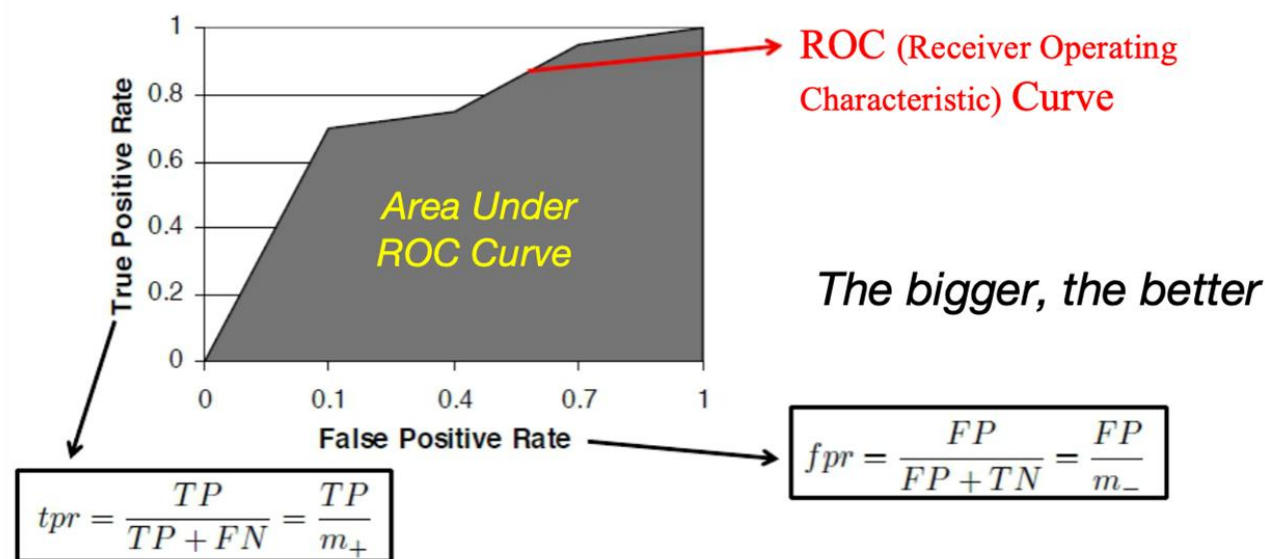 1
0.8
0.6
0.4
0.2
0
True Positive Rate
0 0.1 0.4 0.7 1
False Positive Rate
Area Under
ROC Curve
ROC (Receiver Operating
Characteristic) Curve
The bigger, the better
tpr = TP / (TP + FN) = TP / m₊
fpr = FP / (FP + TN) = FP / m₋